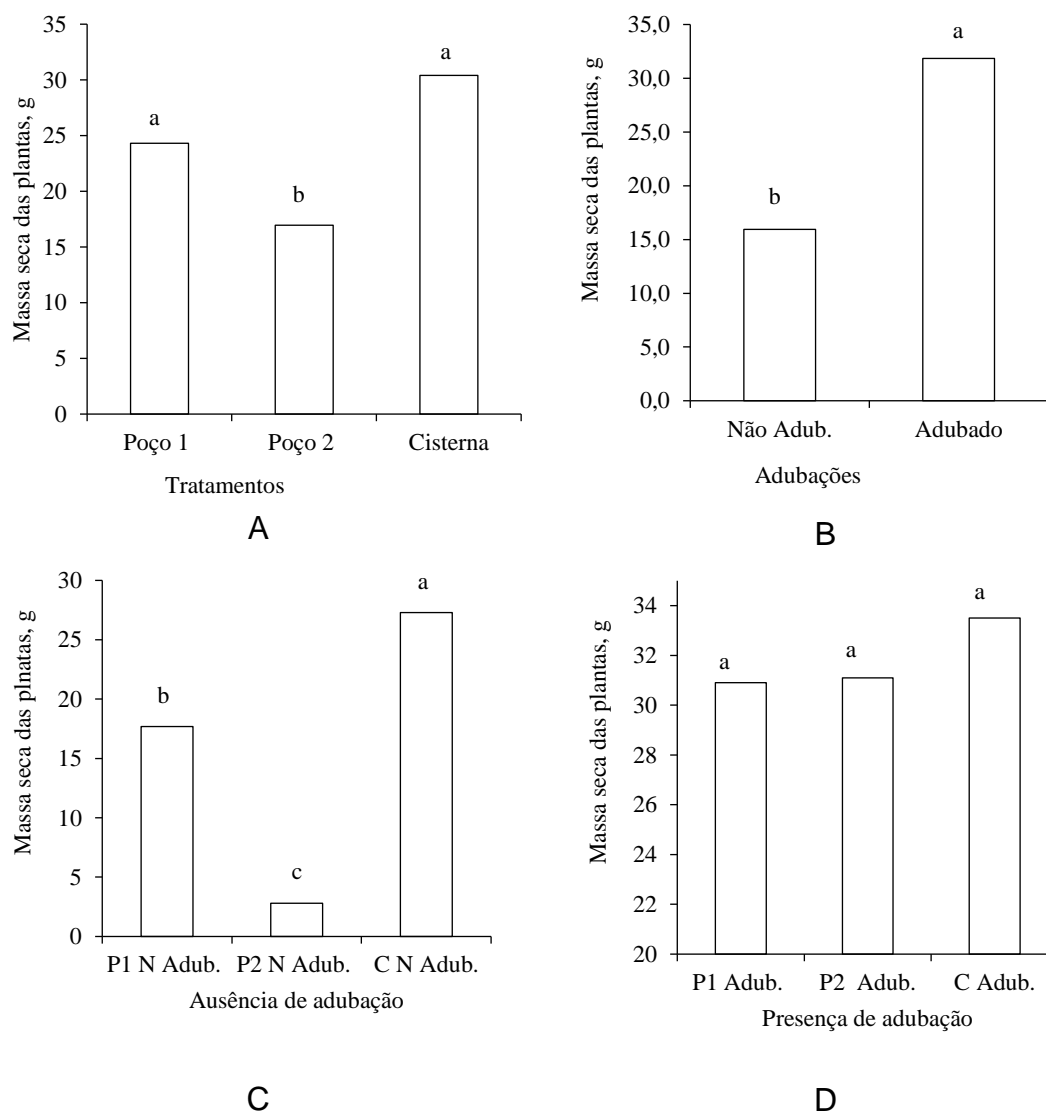 Massa seca das plantas, g
35
30
25
20
15
10
5
0
a
b
a
Poço 1
Poço 2
Cisterna
Tratamentos
A
Massa seca das plantas, g
35,0
30,0
25,0
20,0
15,0
10,0
5,0
0,0
b
a
Não Adub.
Adubado
Adubações
B
Massa seca das plnatas, g
30
25
20
15
10
5
0
b
c
a
P1 N Adub.
P2 N Adub.
C N Adub.
Ausência de adubação
C
Massa seca das plantas, g
34
32
30
28
26
24
22
20
a
a
a
P1 Adub.
P2 Adub.
C Adub.
Presença de adubação
D